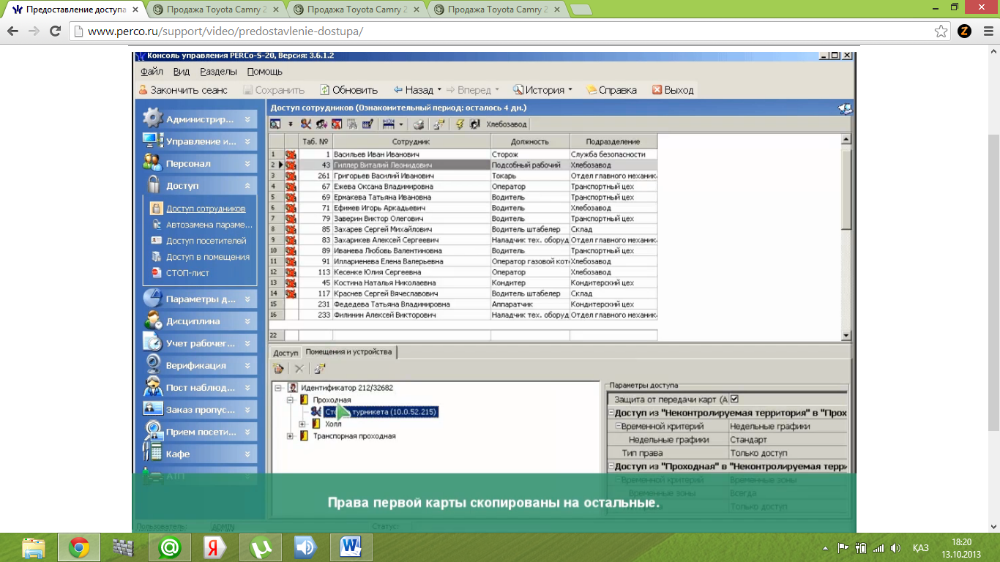 Предоставление доступа
Продажа Toyota Camry 2
Продажа Toyota Camry 2
Продажа Toyota Camry 2
www.perco.ru/support/video/predostavlenie-dostupa/
Консоль управления PERCo-S-20, Версия: 3.6.1.2
Файл Вид Разделы Помощь
Закончить сеанс Сохранить Обновить Назад Вперед История Справка Выход
Администрир...
Управление и...
Персонал
Доступ
Доступ сотрудников
Автозамена параме...
Доступ посетителей
Доступ в помещения
СТОП-лист
Параметры д...
Дисциплина
Учет рабочег...
Верификация
Пост наблюд...
Заказ пропус...
Прием посети...
Кафе
АТП
Доступ сотрудников (Ознакомительный период: осталось 4 дн.)
Хлебозавод
Таб. № Сотрудник Должность Подразделение
1 1 Васильев Иван Иванович Сторож Служба безопасности
2 43 Гиллер Виталий Леонидович Подсобный рабочий Хлебозавод
3 261 Григорьев Василий Иванович Токарь Отдел главного механик
4 67 Ежева Оксана Владимировна Оператор Транспортный цех
5 69 Ермакева Татьяна Ивановна Водитель Транспортный цех
6 71 Ефимев Игорь Аркадьевич Водитель Хлебозавод
7 79 Заверин Виктор Олегович Водитель Транспортный цех
8 85 Захарев Сергей Михайлович Водитель штабелер Склад
9 83 Захарикев Алексей Сергеевич Наладчик тех. оборуд Отдел главного механик
10 89 Иванева Любовь Валентиновна Водитель Транспортный цех
11 91 Иллариенева Елена Валерьевна Оператор газовой кот Хлебозавод
12 113 Кесенке Юлия Сергеевна Оператор Хлебозавод
13 45 Костина Наталья Николаевна Кондитер Кондитерский цех
14 117 Краснев Сергей Вячеславович Водитель штабелер Склад
15 231 Федедева Татьяна Владимировна Аппаратчик Кондитерский цех
16 233 Филинин Алексей Викторович Наладчик тех. оборуд Отдел главного механик
22
Доступ Помещения и устройства
Идентификатор 212/32682
Проходная
турникета (10.0.52.215)
Холл
Транспорная проходная
Параметры доступа
Защита от передачи карт (А
Доступ из "Неконтролируемая территория" в "Прох
Временной критерий Недельные графики
Недельные графики Стандарт
Тип права Только доступ
Доступ из "Проходная" в "Неконтролируемая терри
Временной критерий Временные зоны
Временные зоны Всегда
Только доступ
Права первой карты скопированы на остальные.
Пользователь: ADMIN Статус:
ҚАЗ
18:20
13.10.2013